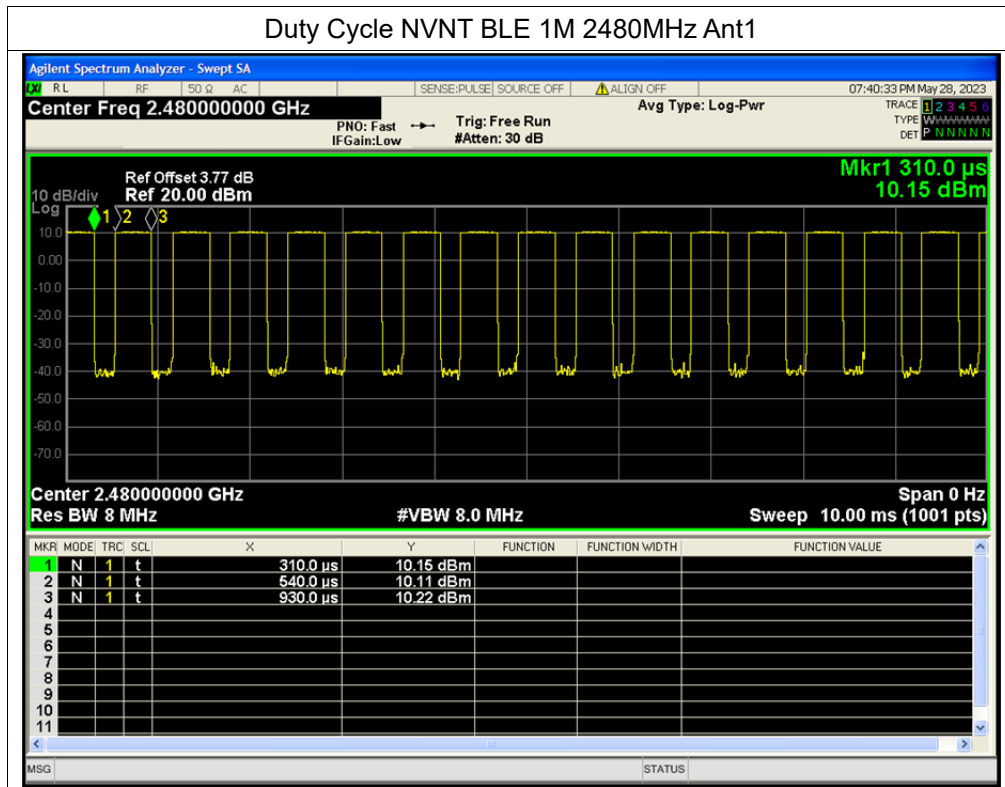 Duty Cycle NVNT BLE 1M 2480MHz Ant1
Agilent Spectrum Analyzer - Swept SA
LXI RL RF 50 Ω AC SENSE:PULSE SOURCE OFF ALIGN OFF 07:40:33 PM May 28, 2023
Center Freq 2.480000000 GHz Avg Type: Log-Pwr TRACE 1 2 3 4 5 6
PNO: Fast Trig: Free Run TYPE WWWWWW
IFGain:Low #Atten: 30 dB DET P N N N N N
Mkr1 310.0 µs
Ref Offset 3.77 dB
10 dB/div Ref 20.00 dBm 10.15 dBm
Log
1 2 3
10.0
0.00
-10.0
-20.0
-30.0
-40.0
-50.0
-60.0
-70.0
Center 2.480000000 GHz Span 0 Hz
Res BW 8 MHz #VBW 8.0 MHz Sweep 10.00 ms (1001 pts)
MKR MODE TRC SCL X Y FUNCTION FUNCTION WIDTH FUNCTION VALUE
1 N 1 t 310.0 µs 10.15 dBm
2 N 1 t 540.0 µs 10.11 dBm
3 N 1 t 930.0 µs 10.22 dBm
4
5
6
7
8
9
10
11
MSG STATUS